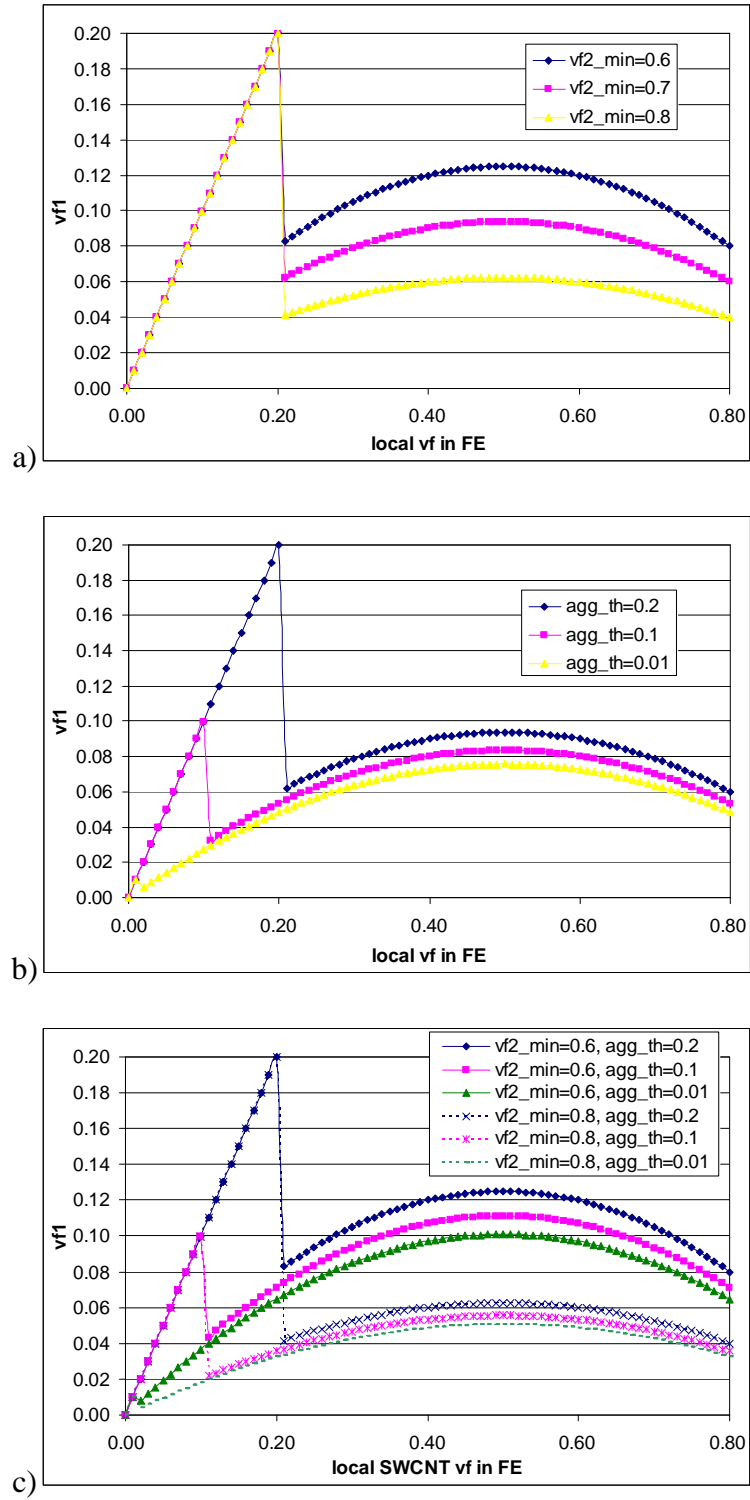 0.20
0.18
0.16
0.14
0.12
0.10
0.08
0.06
0.04
0.02
0.00
vf1
vf2_min=0.6
vf2_min=0.7
vf2_min=0.8
0.00 0.20 0.40 0.60 0.80
local vf in FE
a)
0.20
0.18
0.16
0.14
0.12
0.10
0.08
0.06
0.04
0.02
0.00
vf1
agg_th=0.2
agg_th=0.1
agg_th=0.01
0.00 0.20 0.40 0.60 0.80
local vf in FE
b)
0.20
0.18
0.16
0.14
0.12
0.10
0.08
0.06
0.04
0.02
0.00
vf1
vf2_min=0.6, agg_th=0.2
vf2_min=0.6, agg_th=0.1
vf2_min=0.6, agg_th=0.01
vf2_min=0.8, agg_th=0.2
vf2_min=0.8, agg_th=0.1
vf2_min=0.8, agg_th=0.01
0.00 0.20 0.40 0.60 0.80
local SWCNT vf in FE
c)